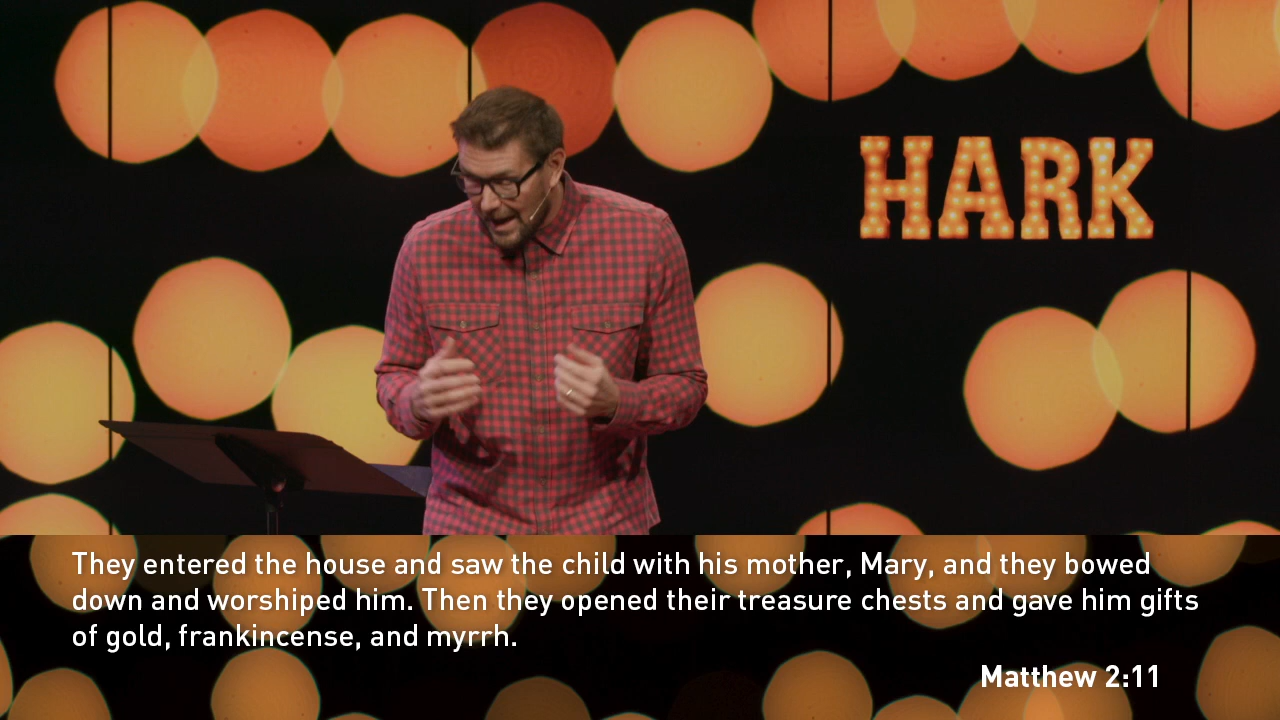 HARK
They entered the house and saw the child with his mother, Mary, and they bowed
down and worshiped him. Then they opened their treasure chests and gave him gifts
of gold, frankincense, and myrrh.
Matthew 2:11